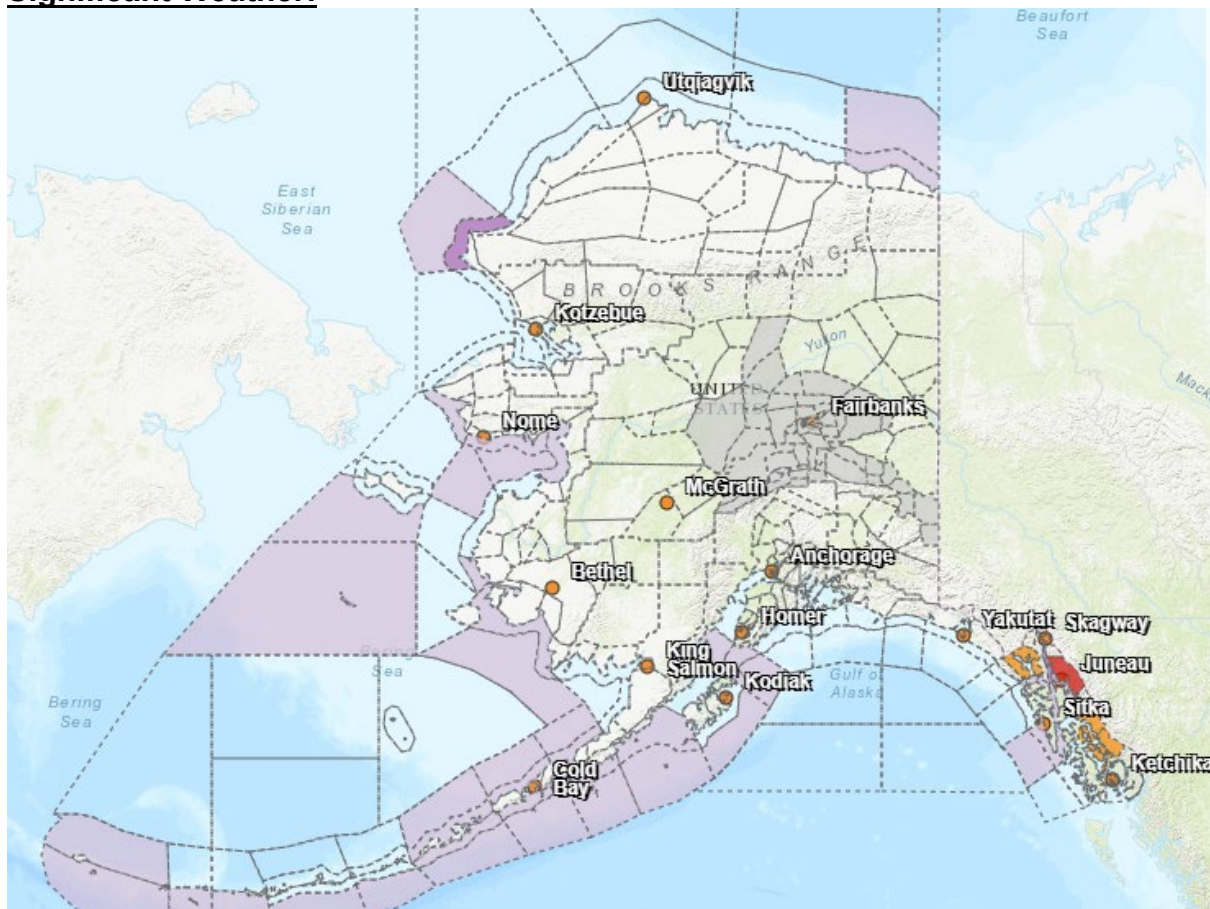 Significant Weather:
Beaufort
Sea
Utqiagvik
East
Siberian
Sea
BROOKS RANGE
Kotzebue
Yukon
UNITED
STATES
Fairbanks
Nome
McGrath
Anchorage
Bethel
Homer
Yakutat
Skagway
King
Salmon
Juneau
Bering
Sea
Kodiak
Gulf of
Alaska
Sitka
Bering
Sea
Cold
Bay
Ketchika